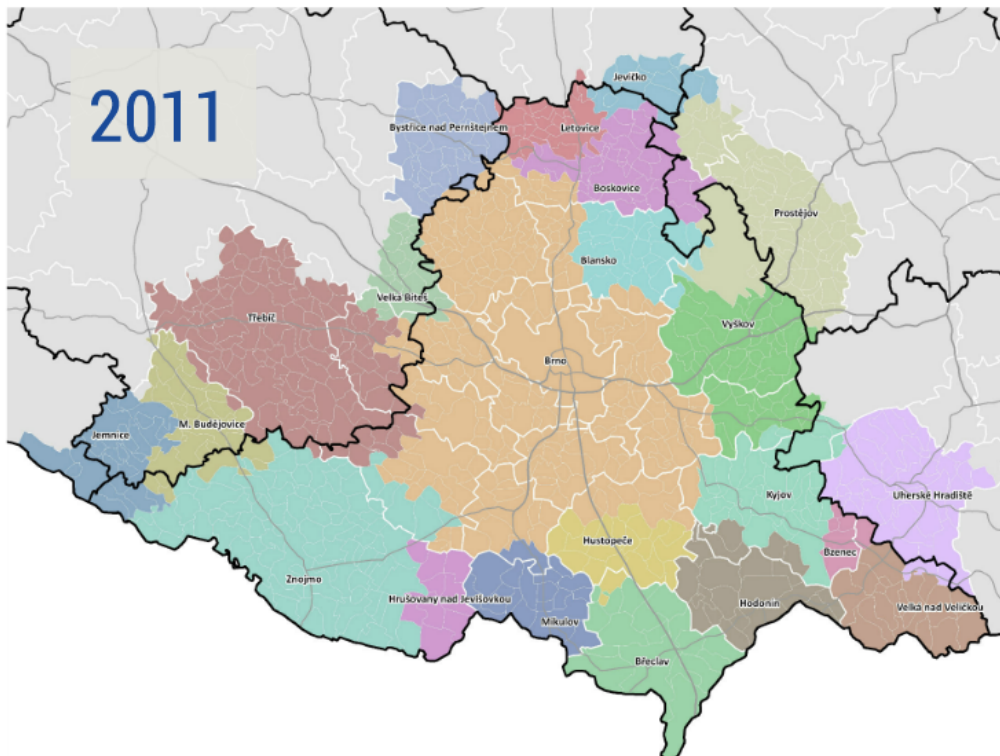 2011
Jevíčko
Bystřice nad Pernštejnem
Letovice
Boskovice
Prostějov
Blansko
Velká Bíteš
Třebíč
Vyškov
Brno
M. Budějovice
Jemnice
Kyjov
Uherské Hradiště
Hustopeče
Bzenec
Znojmo
Hrušovany nad Jevišovkou
Hodonín
Velká nad Veličkou
Mikulov
Břeclav